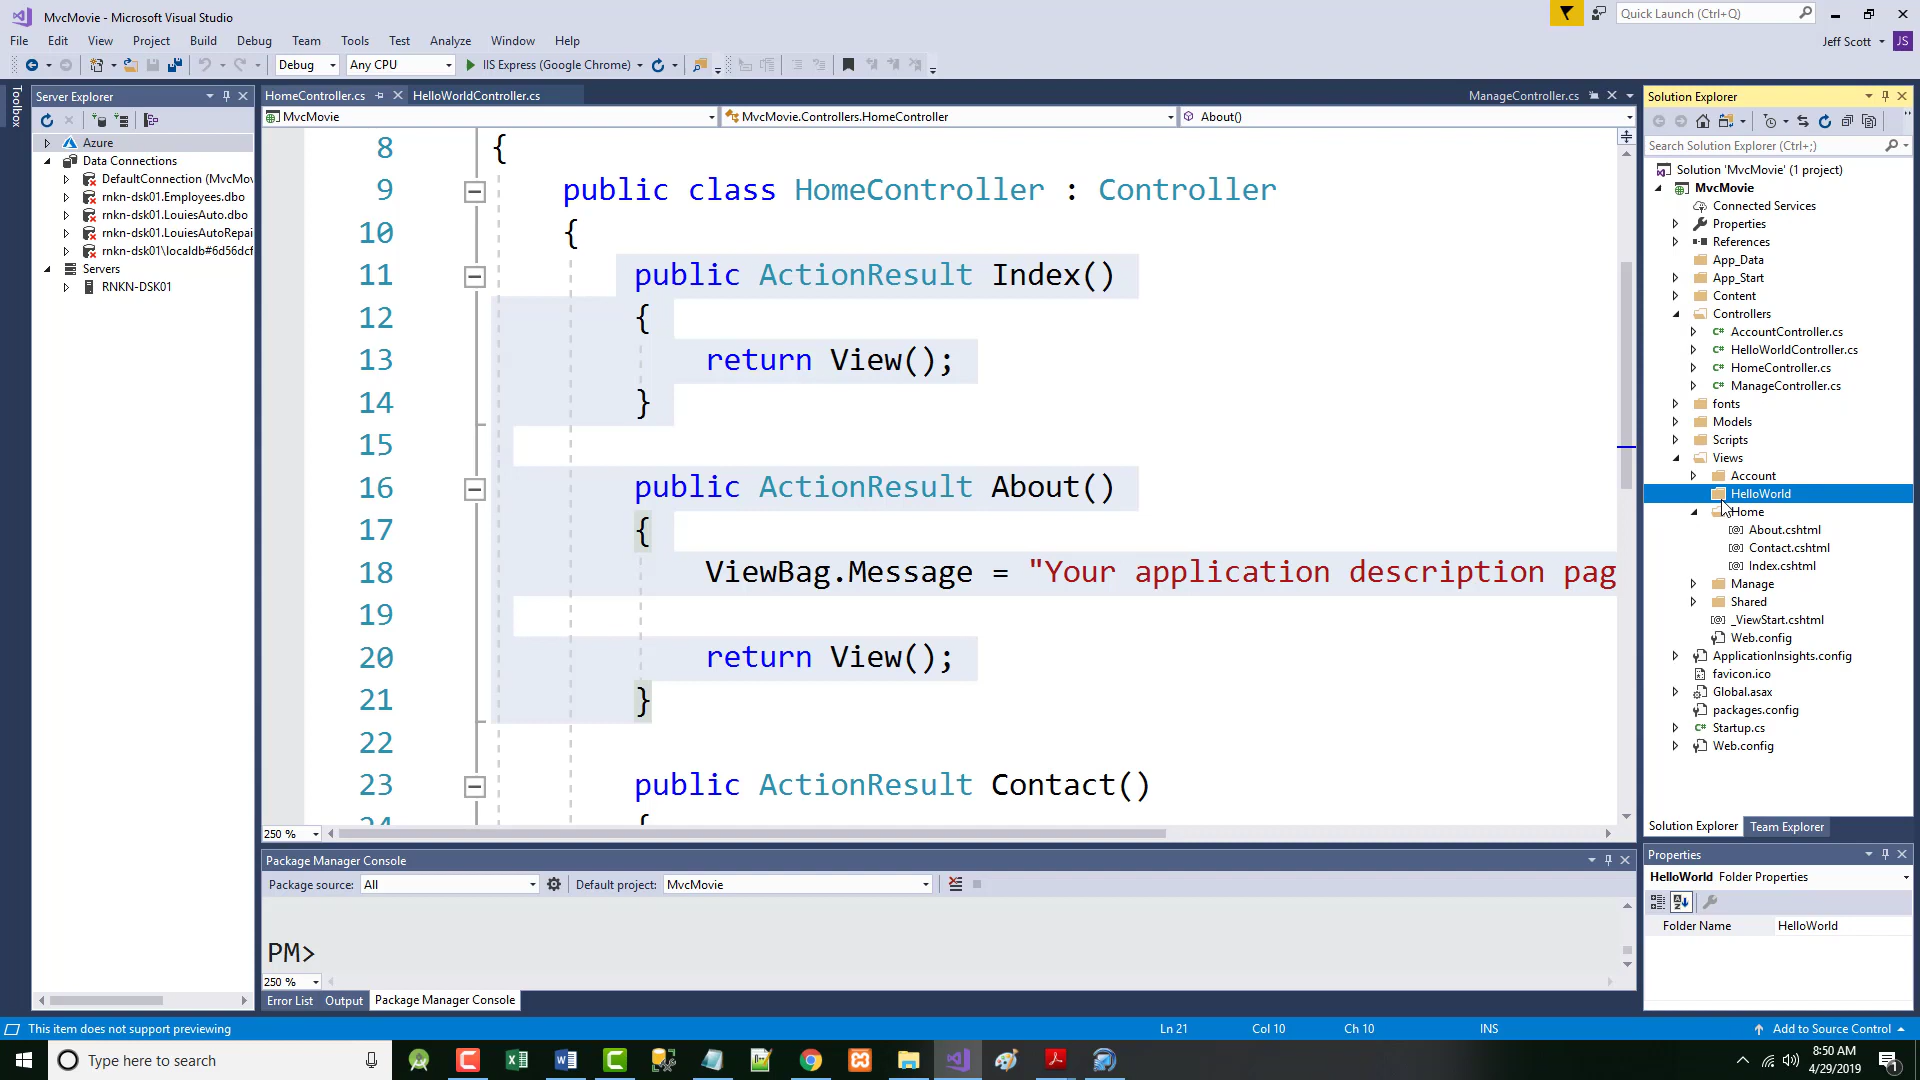 MvcMovie - Microsoft Visual Studio
Quick Launch (Ctrl+Q)
File Edit View Project Build Debug Team Tools Test Analyze Window Help
Jeff Scott JS
Debug Any CPU IIS Express (Google Chrome)
Toolbox
Server Explorer
Azure
Data Connections
DefaultConnection (MvcMov
rnkn-dsk01.Employees.dbo
rnkn-dsk01.LouiesAuto.dbo
rnkn-dsk01.LouiesAutoRepai
rnkn-dsk01\localdb#6d56dcf
Servers
RNKN-DSK01
HomeController.cs HelloWorldController.cs ManageController.cs
MvcMovie MvcMovie.Controllers.HomeController About()
8 {
9 public class HomeController : Controller
10 {
11 public ActionResult Index()
12 {
13 return View();
14 }
15
16 public ActionResult About()
17 {
18 ViewBag.Message = "Your application description pag
19
20 return View();
21 }
22
23 public ActionResult Contact()
24 {
250 %
Package Manager Console
Package source: All Default project: MvcMovie
PM>
250 %
Error List Output Package Manager Console
Solution Explorer
Search Solution Explorer (Ctrl+;)
Solution 'MvcMovie' (1 project)
MvcMovie
Connected Services
Properties
References
App_Data
App_Start
Content
Controllers
C# AccountController.cs
C# HelloWorldController.cs
C# HomeController.cs
C# ManageController.cs
fonts
Models
Scripts
Views
Account
HelloWorld
Home
[@] About.cshtml
[@] Contact.cshtml
[@] Index.cshtml
Manage
Shared
[@] _ViewStart.cshtml
Web.config
ApplicationInsights.config
favicon.ico
Global.asax
packages.config
C# Startup.cs
Web.config
Solution Explorer Team Explorer
Properties
HelloWorld Folder Properties
Folder Name HelloWorld
This item does not support previewing Ln 21 Col 10 Ch 10 INS Add to Source Control
Type here to search
8:50 AM
4/29/2019
1